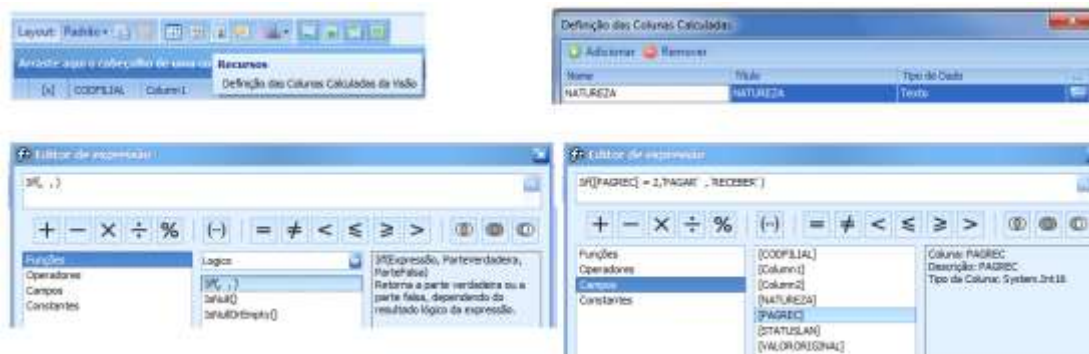 Layout: Padrão
Arraste aqui o cabeçalho de uma
Recursos
Definição das Colunas Calculadas da Visão
[x] CODFILIAL Column1
Definição das Colunas Calculadas
Adicionar Remover
Nome Título Tipo de Dado
NATUREZA NATUREZA Texto
Editor de expressão
Iif(, ,)
+ − × ÷ % (··) = ≠ < ≤ ≥ >
Funções
Operadores
Campos
Constantes
Logico
Iif(, ,)
IsNull()
IsNullOrEmpty()
Iif(Expressão, Parteverdadeira,
ParteFalsa)
Retorna a parte verdadeira ou a
parte falsa, dependendo do
resultado lógico da expressão.
Editor de expressão
Iif([PAGREC] = 2,'PAGAR' , 'RECEBER')
+ − × ÷ % (··) = ≠ < ≤ ≥ >
Funções
Operadores
Campos
Constantes
[CODFILIAL]
[Column1]
[Column2]
[NATUREZA]
[PAGREC]
[STATUSLAN]
[VALORORIGINAL]
Coluna: PAGREC
Descrição: PAGREC
Tipo da Coluna: System.Int16